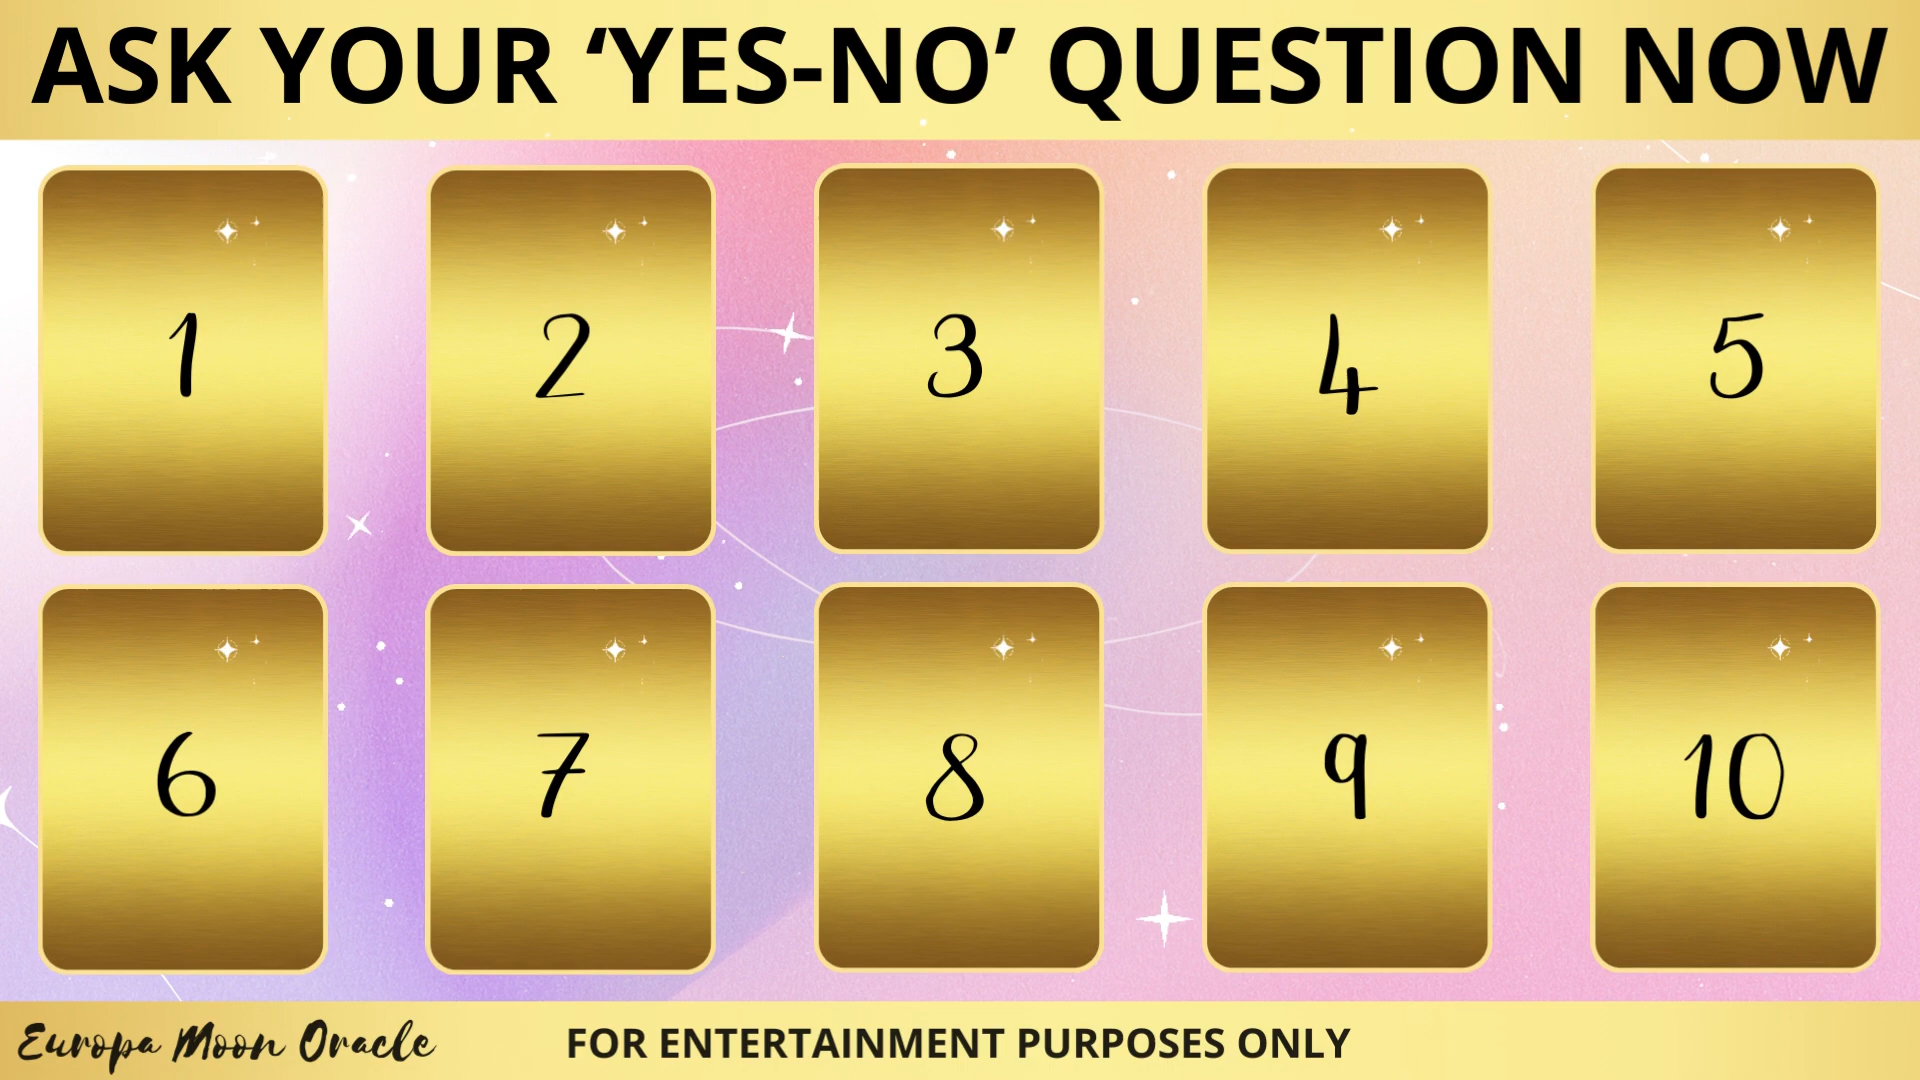 ASK YOUR ‘YES-NO’ QUESTION NOW
1 2 3 4 5
6 7 8 9 10
Europa Moon Oracle
FOR ENTERTAINMENT PURPOSES ONLY